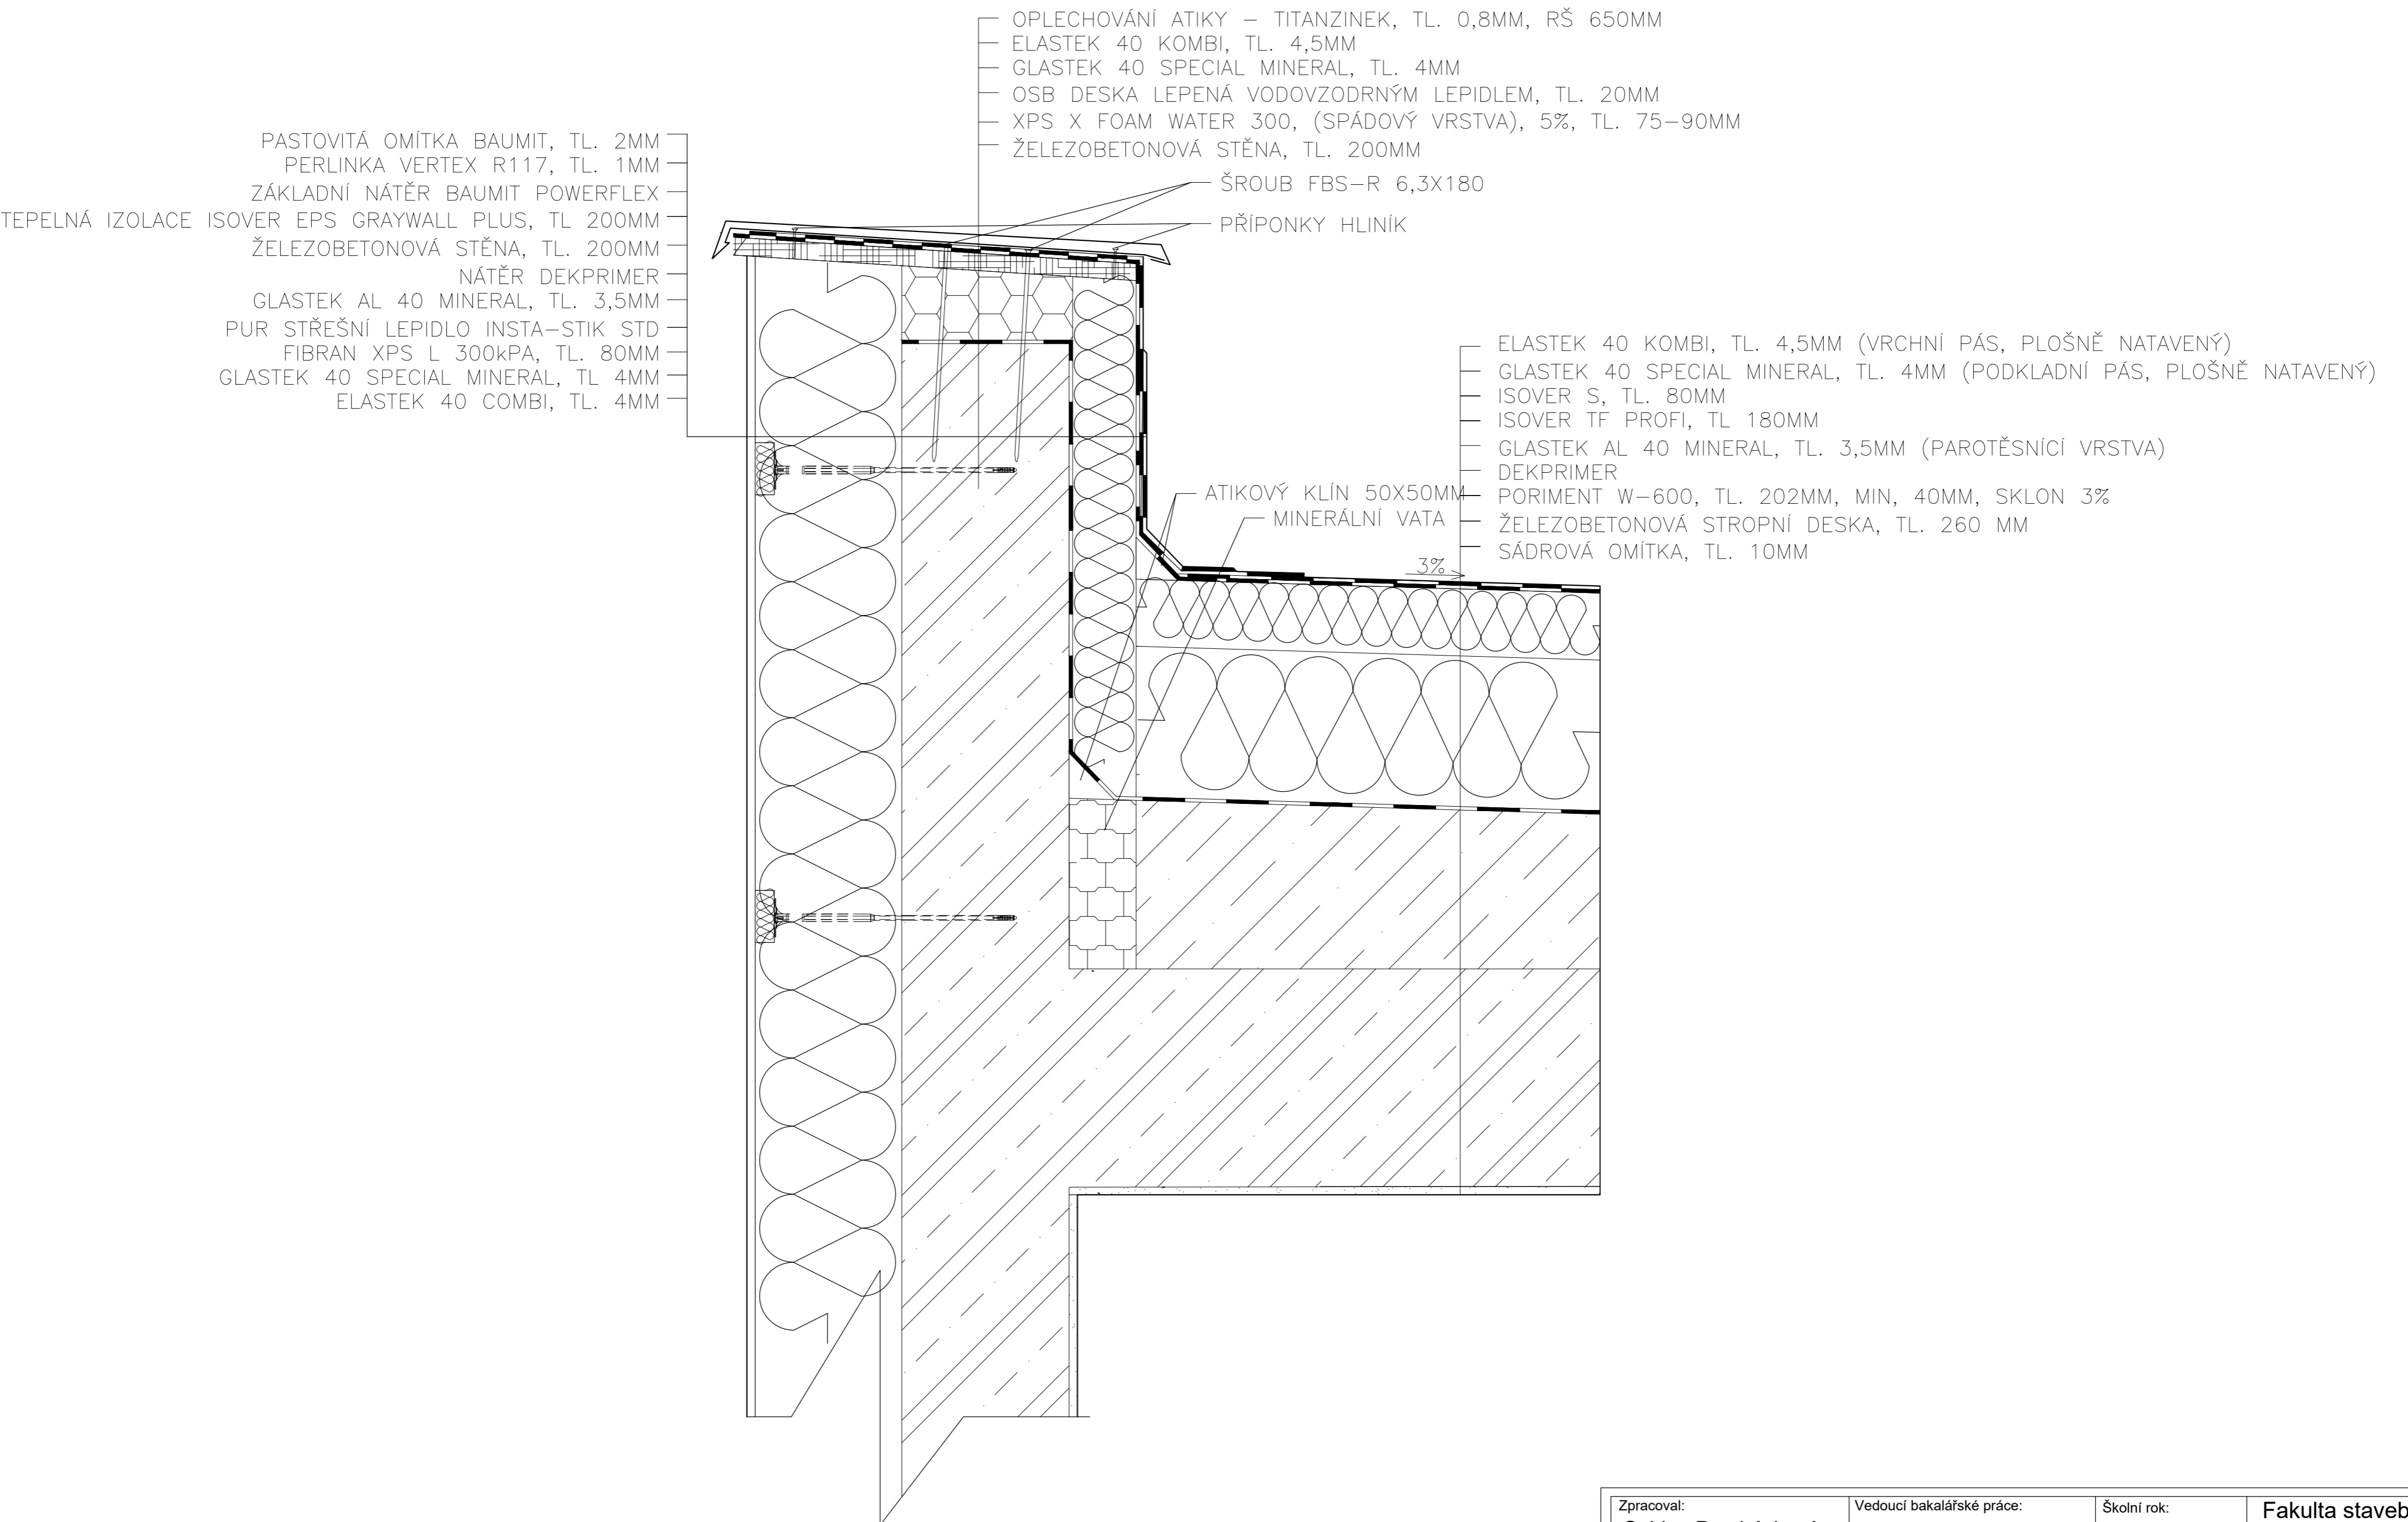 OPLECHOVÁNÍ ATIKY – TITANZINEK, TL. 0,8MM, RŠ 650MM
ELASTEK 40 KOMBI, TL. 4,5MM
GLASTEK 40 SPECIAL MINERAL, TL. 4MM
OSB DESKA LEPENÁ VODOVZODRNÝM LEPIDLEM, TL. 20MM
XPS X FOAM WATER 300, (SPÁDOVÝ VRSTVA), 5%, TL. 75–90MM
ŽELEZOBETONOVÁ STĚNA, TL. 200MM
ŠROUB FBS–R 6,3X180
PŘÍPONKY HLINÍK
PASTOVITÁ OMÍTKA BAUMIT, TL. 2MM
PERLINKA VERTEX R117, TL. 1MM
ZÁKLADNÍ NÁTĚR BAUMIT POWERFLEX
TEPELNÁ IZOLACE ISOVER EPS GRAYWALL PLUS, TL 200MM
ŽELEZOBETONOVÁ STĚNA, TL. 200MM
NÁTĚR DEKPRIMER
GLASTEK AL 40 MINERAL, TL. 3,5MM
PUR STŘEŠNÍ LEPIDLO INSTA–STIK STD
FIBRAN XPS L 300kPA, TL. 80MM
GLASTEK 40 SPECIAL MINERAL, TL 4MM
ELASTEK 40 COMBI, TL. 4MM
ELASTEK 40 KOMBI, TL. 4,5MM (VRCHNÍ PÁS, PLOŠNĚ NATAVENÝ)
GLASTEK 40 SPECIAL MINERAL, TL. 4MM (PODKLADNÍ PÁS, PLOŠNĚ NATAVENÝ)
ISOVER S, TL. 80MM
ISOVER TF PROFI, TL 180MM
GLASTEK AL 40 MINERAL, TL. 3,5MM (PAROTĚSNÍCÍ VRSTVA)
DEKPRIMER
PORIMENT W–600, TL. 202MM, MIN, 40MM, SKLON 3%
ŽELEZOBETONOVÁ STROPNÍ DESKA, TL. 260 MM
SÁDROVÁ OMÍTKA, TL. 10MM
ATIKOVÝ KLÍN 50X50MM
MINERÁLNÍ VATA
3%
Zpracoval:
Vedoucí bakalářské práce:
Školní rok:
Fakulta staveb